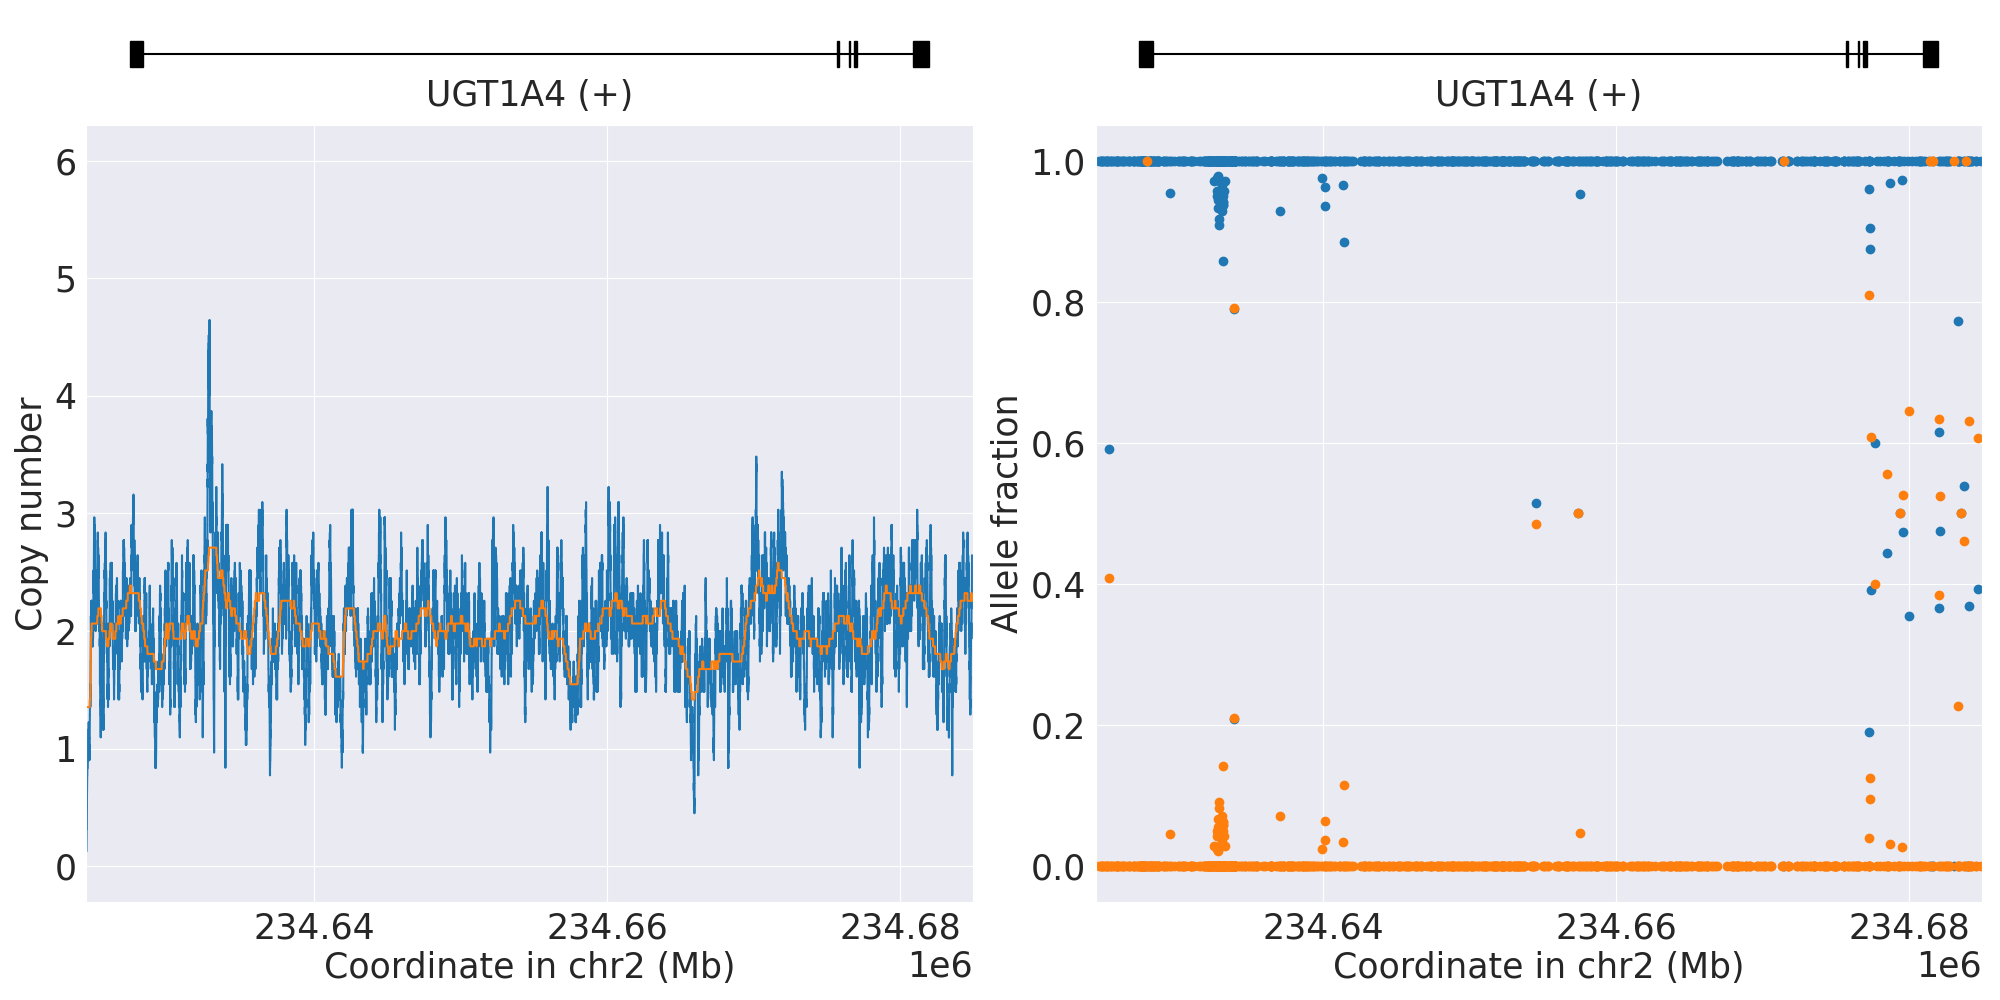 UGT1A4 (+)
6
5
4
3
2
1
0
Copy number
234.64
234.66
234.68
Coordinate in chr2 (Mb)
1e6
UGT1A4 (+)
1.0
0.8
0.6
0.4
0.2
0.0
Allele fraction
234.64
234.66
234.68
Coordinate in chr2 (Mb)
1e6